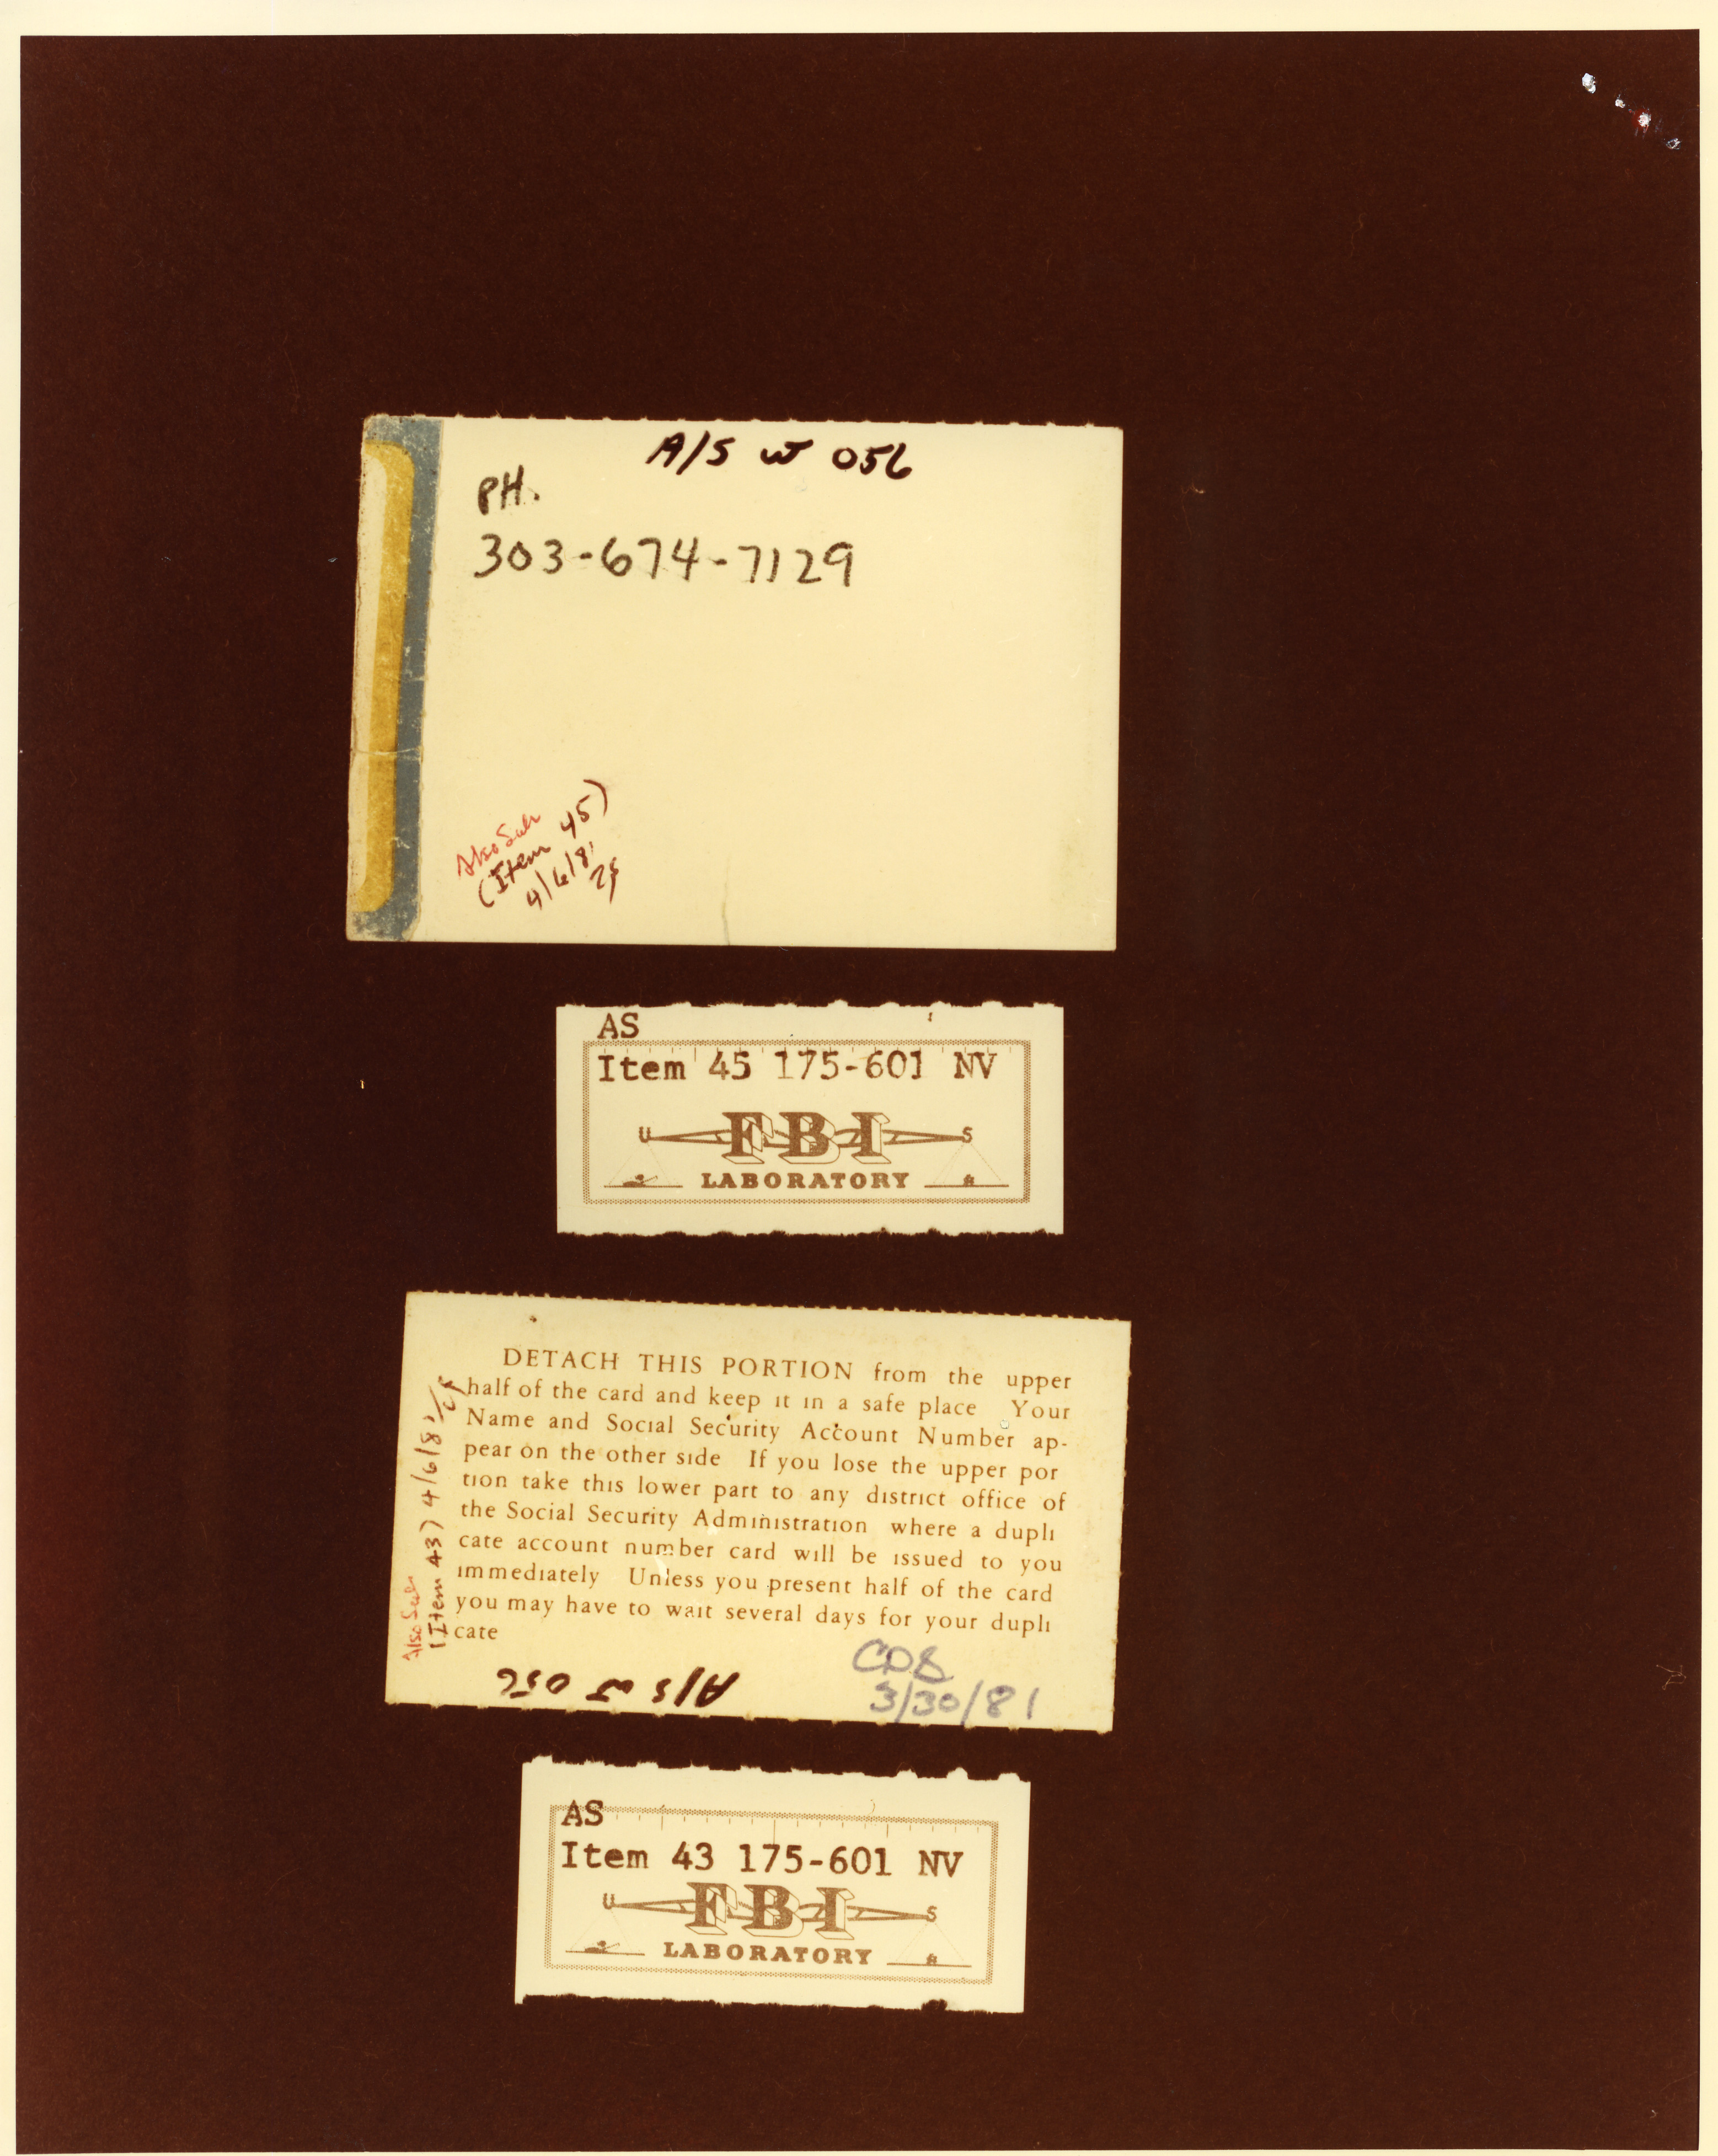 A/S W 056
PH.
303-674-7129
Also Sub
(Item 45)
4/6/81
AS
Item 45 175-601 NV
U FBI S
LABORATORY
DETACH THIS PORTION from the upper
half of the card and keep it in a safe place Your
Name and Social Security Account Number ap-
pear on the other side If you lose the upper por
tion take this lower part to any district office of
the Social Security Administration where a dupli
cate account number card will be issued to you
immediately Unless you present half of the card
you may have to wait several days for your dupli
cate
Also Sub
(Item 43) 4/6/81
A/S W 056
CDS
3/30/81
AS
Item 43 175-601 NV
U FBI S
LABORATORY